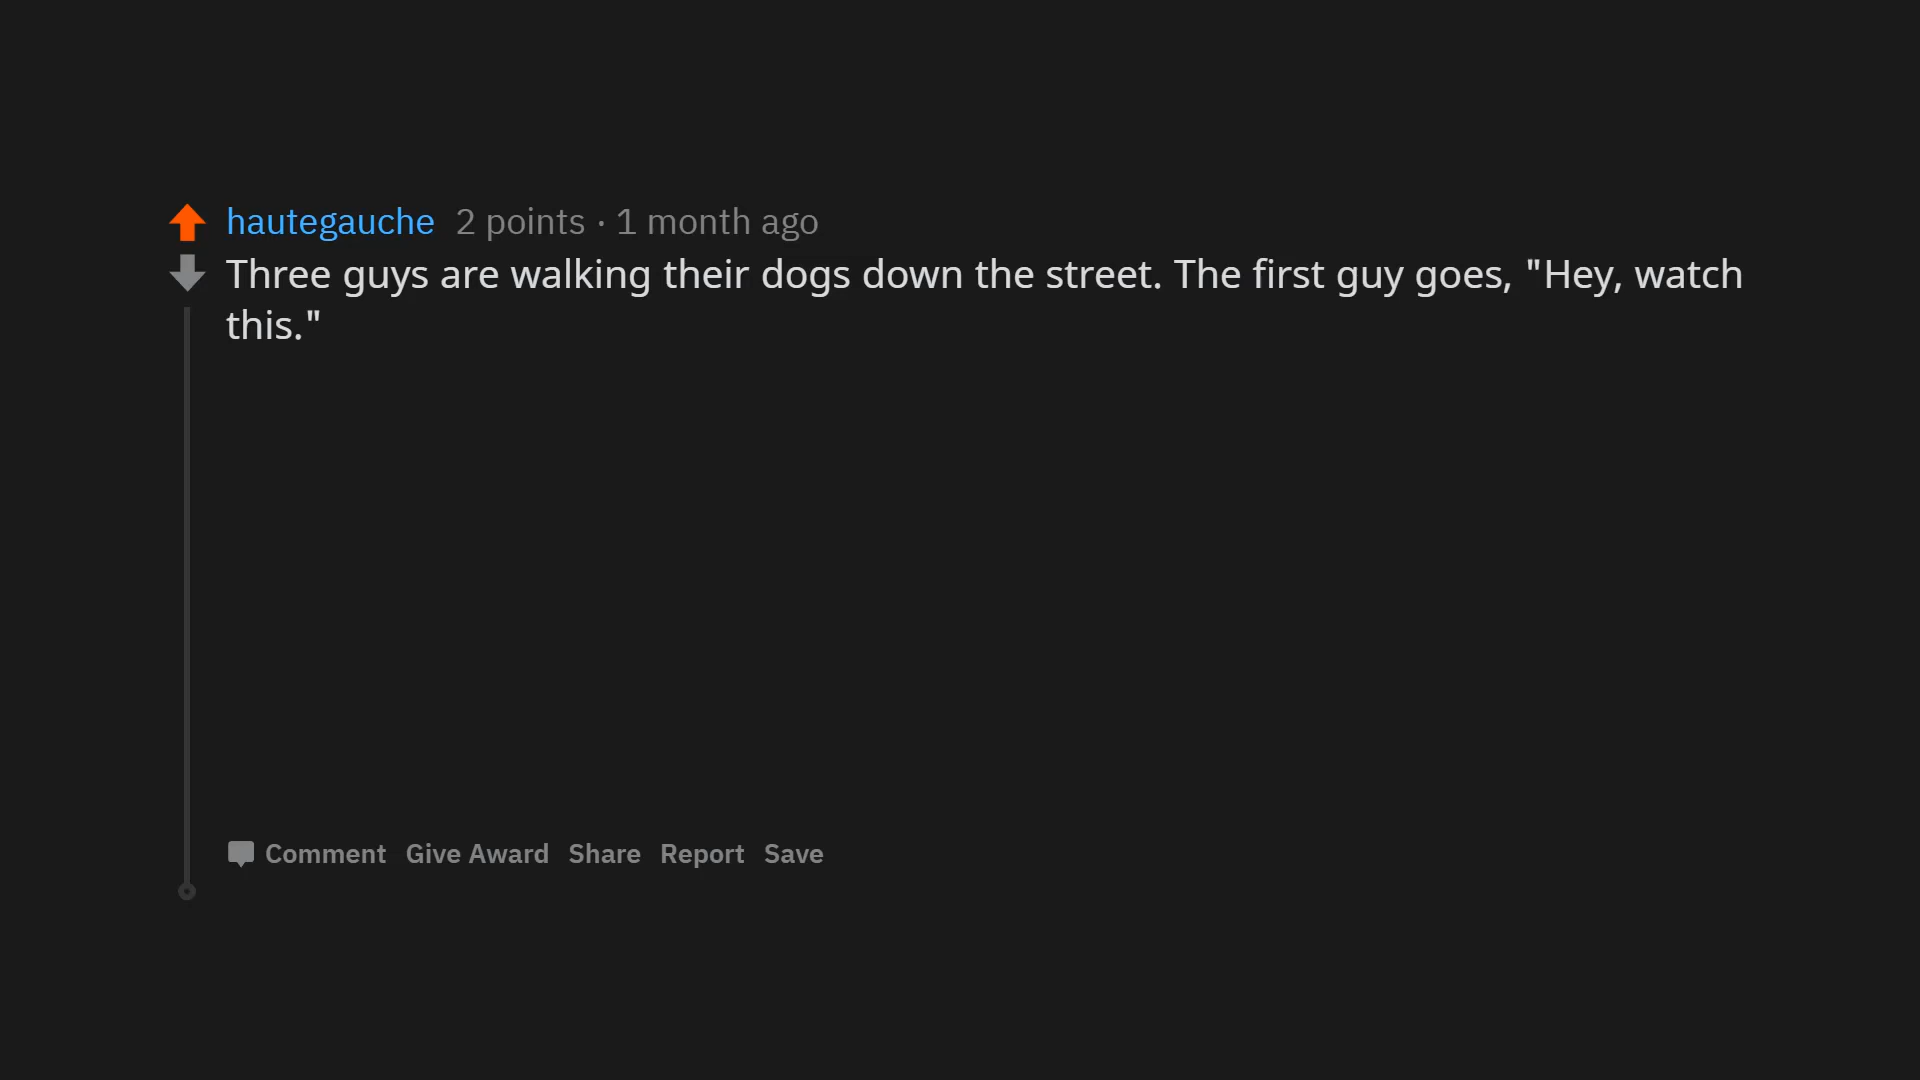 hautegauche 2 points · 1 month ago
Three guys are walking their dogs down the street. The first guy goes, "Hey, watch
this."
Comment Give Award Share Report Save